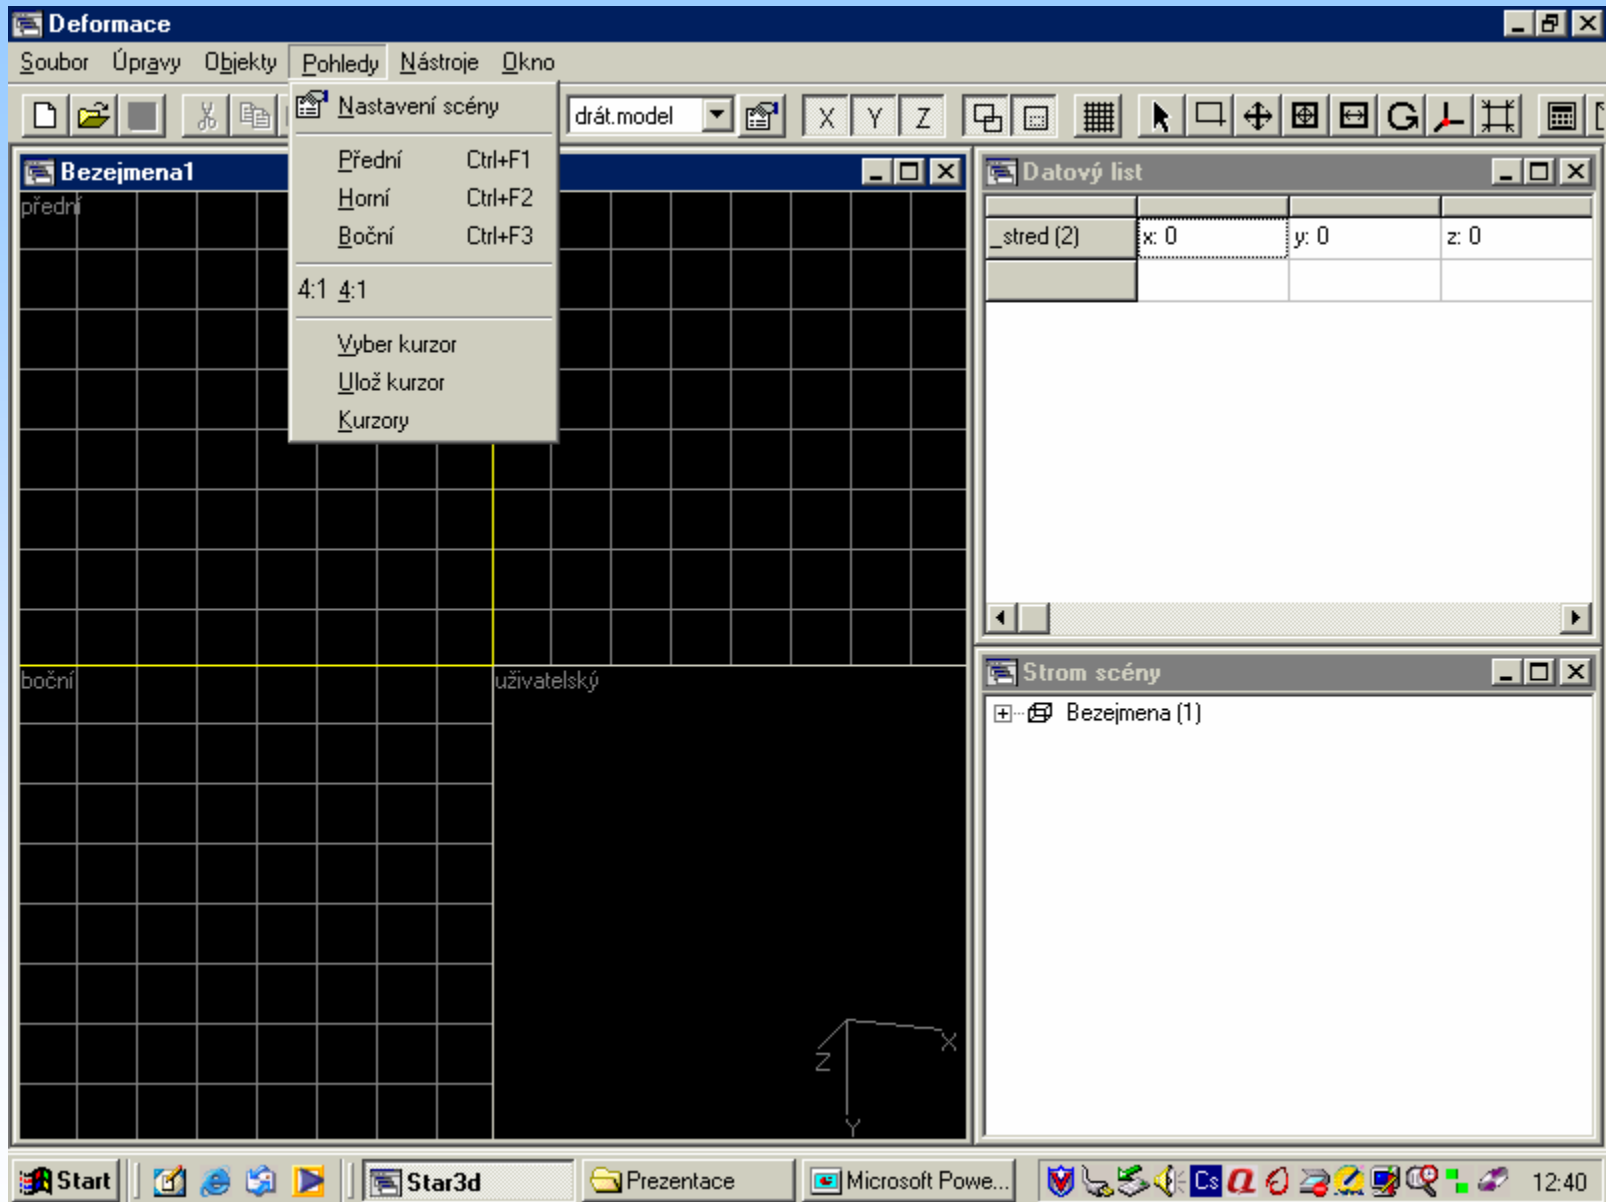 Deformace
Soubor Úpravy Objekty Pohledy Nástroje Okno
drát.model X Y Z
Nastavení scény
Přední Ctrl+F1
Horní Ctrl+F2
Boční Ctrl+F3
4:1 4:1
Vyber kurzor
Ulož kurzor
Kurzory
Bezejmena1
přední
boční
uživatelský
Z X
Y
Datový list
_stred (2) x: 0 y: 0 z: 0
Strom scény
Bezejmena (1)
Start Star3d Prezentace Microsoft Powe... Cs 12:40